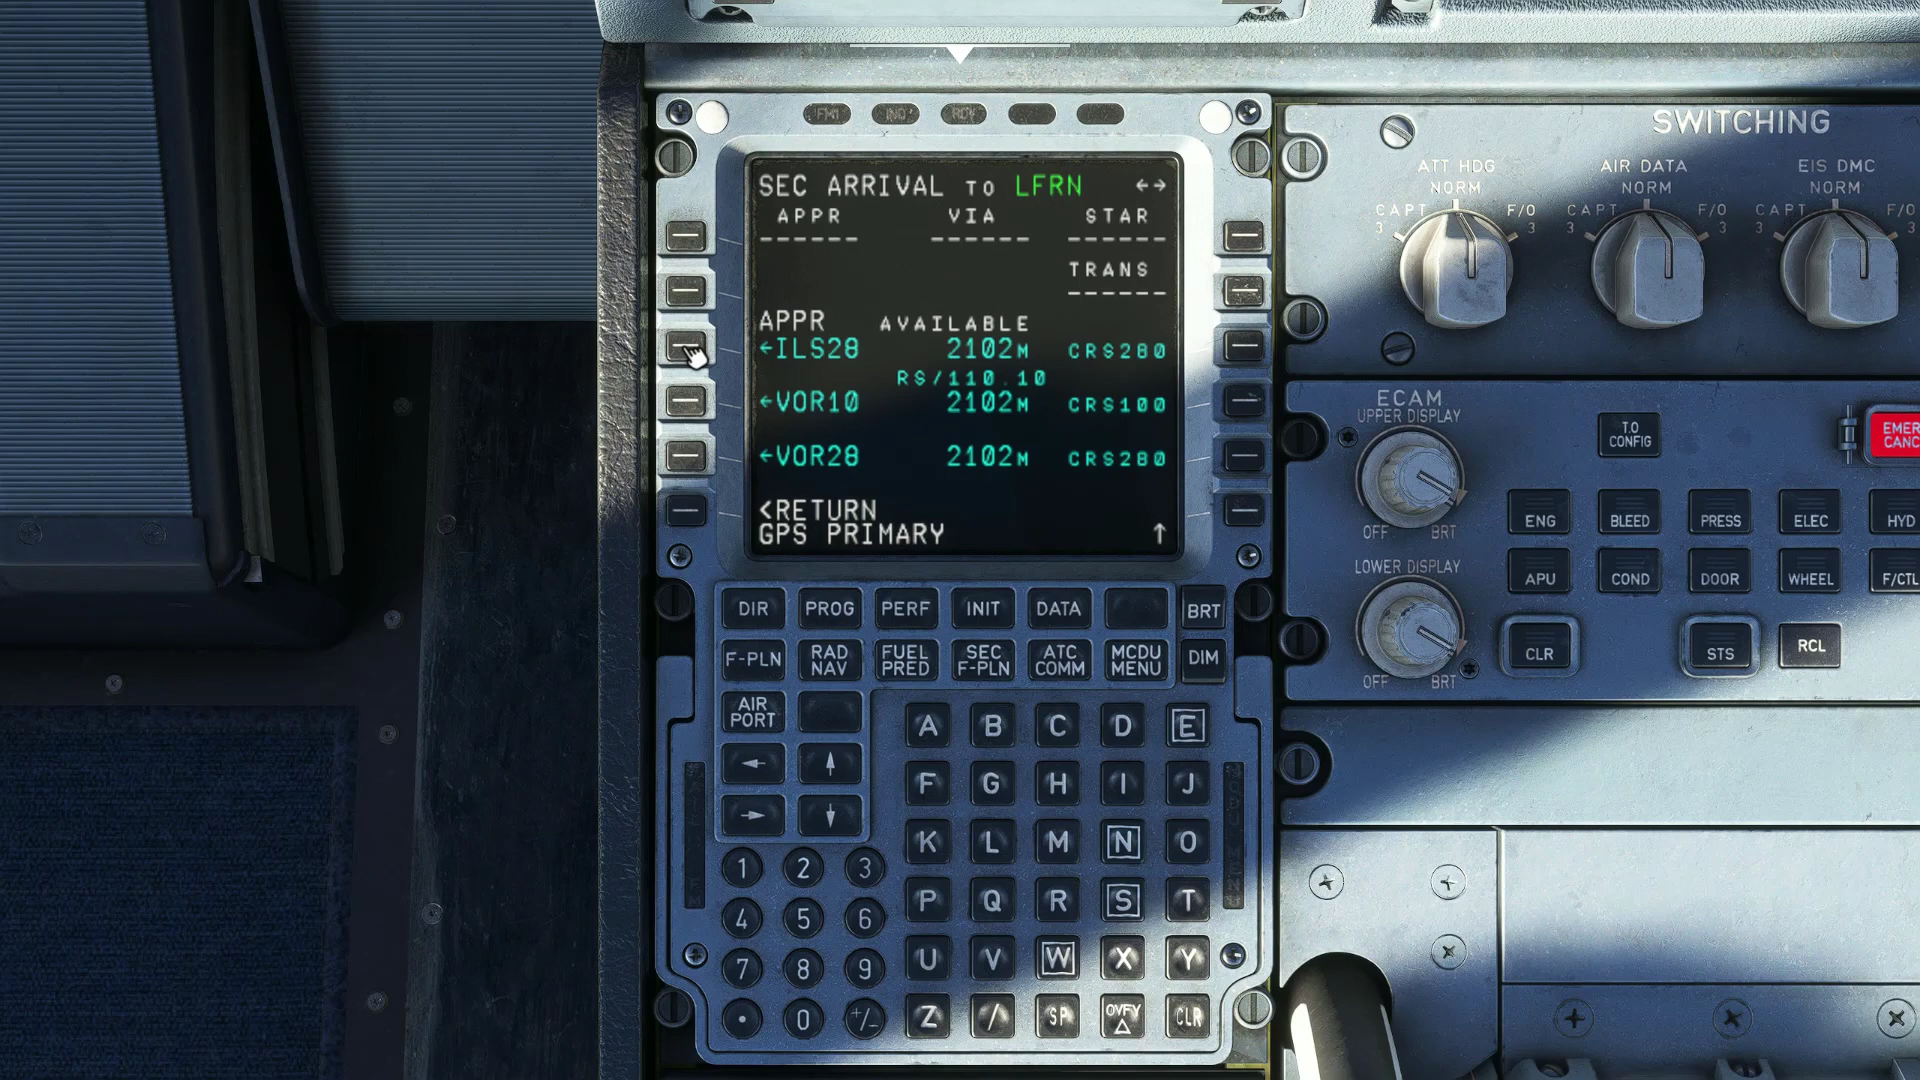 FM1 IND RDY
SEC ARRIVAL TO LFRN ←→
APPR VIA STAR
------ ------ ------
TRANS
------
APPR AVAILABLE
←ILS28 2102M CRS280
RS/110.10
←VOR10 2102M CRS100
←VOR28 2102M CRS280
<RETURN
GPS PRIMARY ↑
DIR PROG PERF INIT DATA BRT
F-PLN RAD NAV FUEL PRED SEC F-PLN ATC COMM MCDU MENU DIM
AIR PORT
← ↑
→ ↓
A B C D E
F G H I J
K L M N O
P Q R S T
U V W X Y
Z / SP OVFY △ CLR
1 2 3
4 5 6
7 8 9
• 0 +/-
SWITCHING
ATT HDG AIR DATA EIS DMC
NORM NORM NORM
CAPT F/O CAPT F/O CAPT F/O
3 3 3 3 3 3
ECAM
UPPER DISPLAY
OFF BRT
LOWER DISPLAY
OFF BRT
T.O CONFIG
EMER
CANC
ENG BLEED PRESS ELEC HYD
APU COND DOOR WHEEL F/CTL
CLR STS RCL